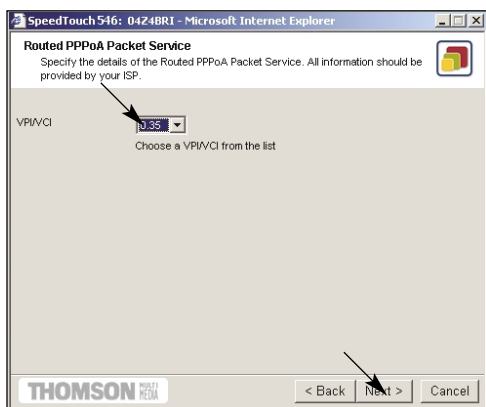 SpeedTouch 546: 04Z4BRI - Microsoft Internet Explorer
Routed PPPoA Packet Service
Specify the details of the Routed PPPoA Packet Service. All information should be
provided by your ISP.
VPI/VCI
0.35
Choose a VPI/VCI from the list
THOMSON MULTI
MEDIA
< Back Next > Cancel